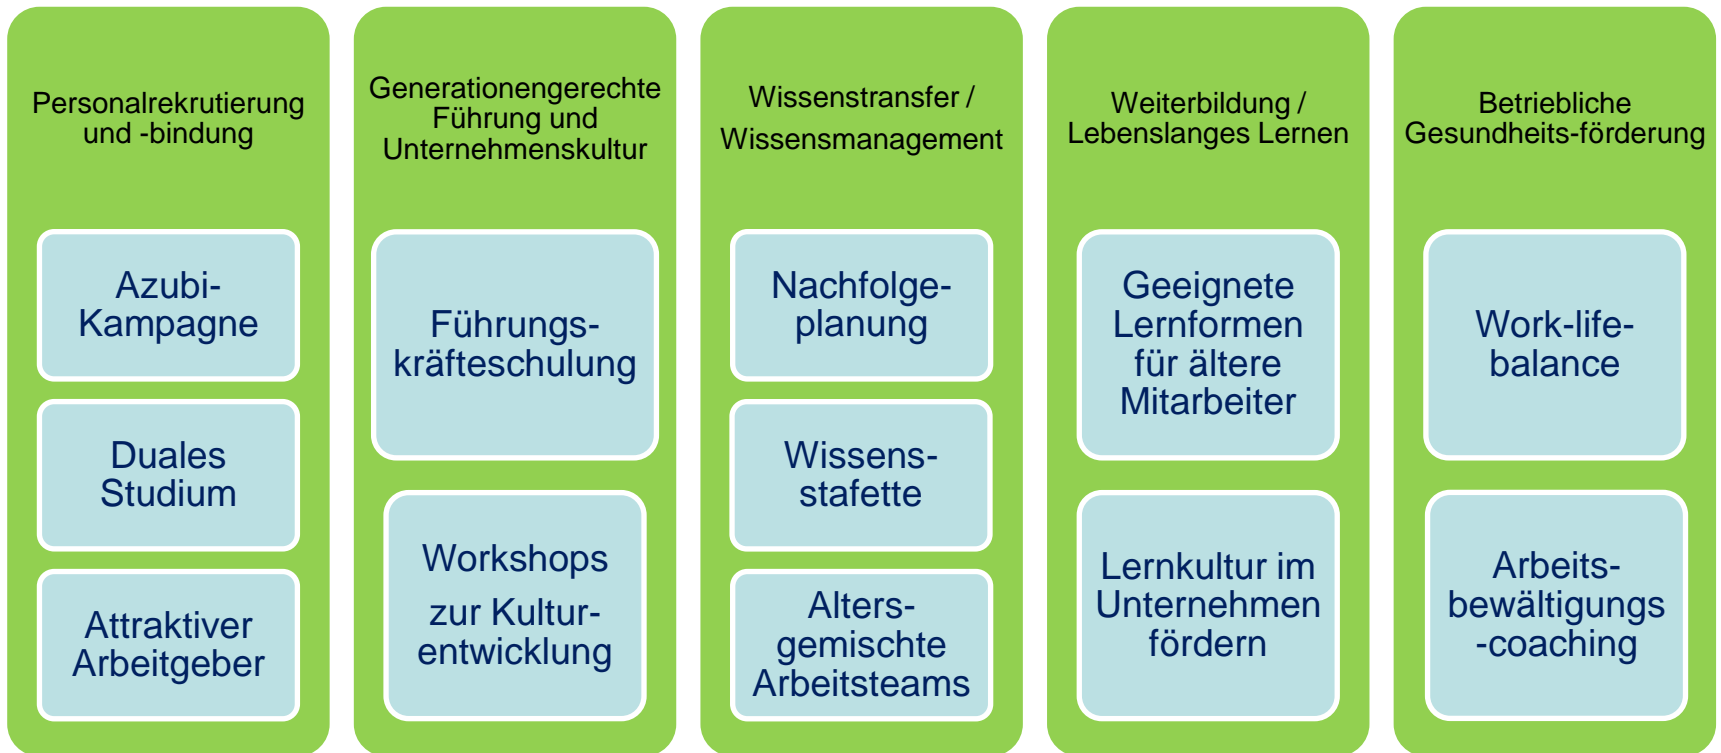 Personalrekrutierung
und -bindung
Azubi-
Kampagne
Duales
Studium
Attraktiver
Arbeitgeber
Generationengerechte
Führung und
Unternehmenskultur
Führungs-
kräfteschulung
Workshops
zur Kultur-
entwicklung
Wissenstransfer /
Wissensmanagement
Nachfolge-
planung
Wissens-
stafette
Alters-
gemischte
Arbeitsteams
Weiterbildung /
Lebenslanges Lernen
Geeignete
Lernformen
für ältere
Mitarbeiter
Lernkultur im
Unternehmen
fördern
Betriebliche
Gesundheits-förderung
Work-life-
balance
Arbeits-
bewältigungs
-coaching